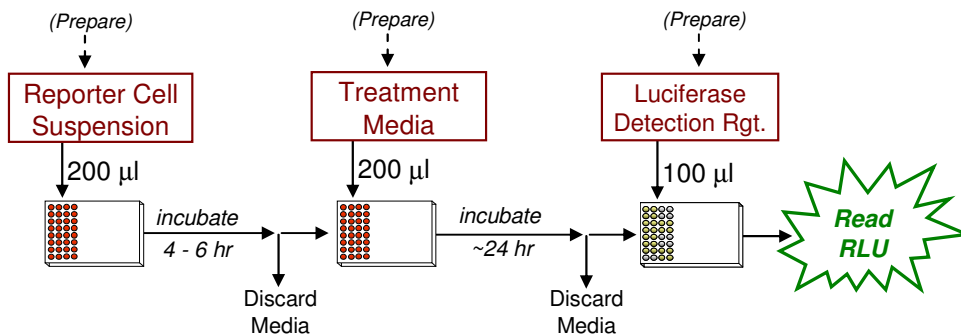 (Prepare)
(Prepare)
(Prepare)
Reporter Cell
Suspension
Treatment
Media
Luciferase
Detection Rgt.
200 µl
200 µl
100 µl
incubate
4 - 6 hr
incubate
~24 hr
Read
RLU
Discard
Media
Discard
Media